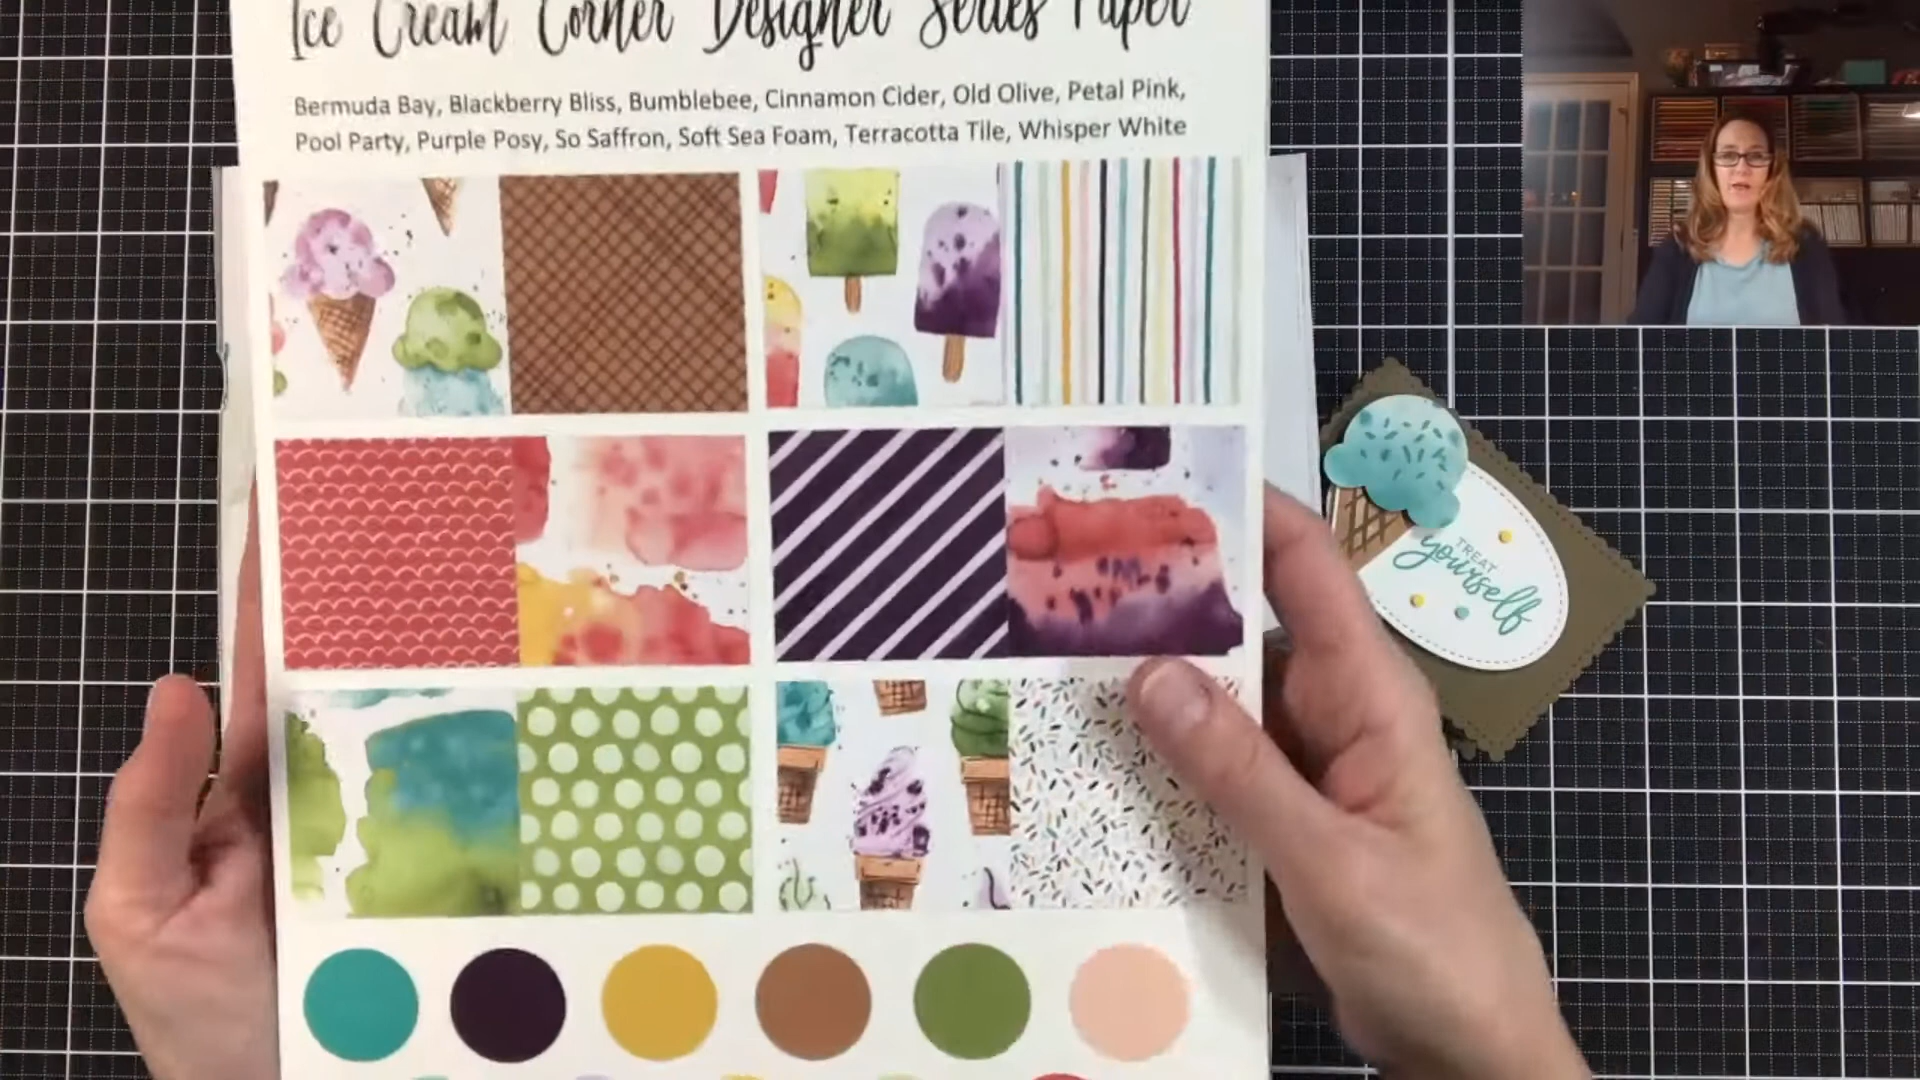 Ice Cream Corner Designer Series Paper
Bermuda Bay, Blackberry Bliss, Bumblebee, Cinnamon Cider, Old Olive, Petal Pink,
Pool Party, Purple Posy, So Saffron, Soft Sea Foam, Terracotta Tile, Whisper White
TREAT
yourself